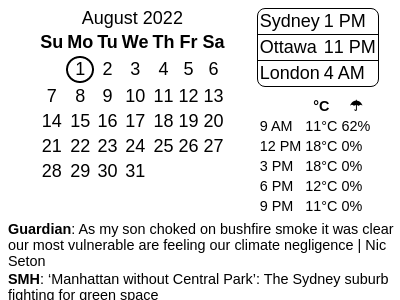 August 2022
Su Mo Tu We Th Fr Sa
1 2 3 4 5 6
7 8 9 10 11 12 13
14 15 16 17 18 19 20
21 22 23 24 25 26 27
28 29 30 31
Sydney 1 PM
Ottawa 11 PM
London 4 AM
°C ☂
9 AM 11°C 62%
12 PM 18°C 0%
3 PM 18°C 0%
6 PM 12°C 0%
9 PM 11°C 0%
Guardian: As my son choked on bushfire smoke it was clear
our most vulnerable are feeling our climate negligence | Nic
Seton
SMH: ‘Manhattan without Central Park’: The Sydney suburb
fighting for green space